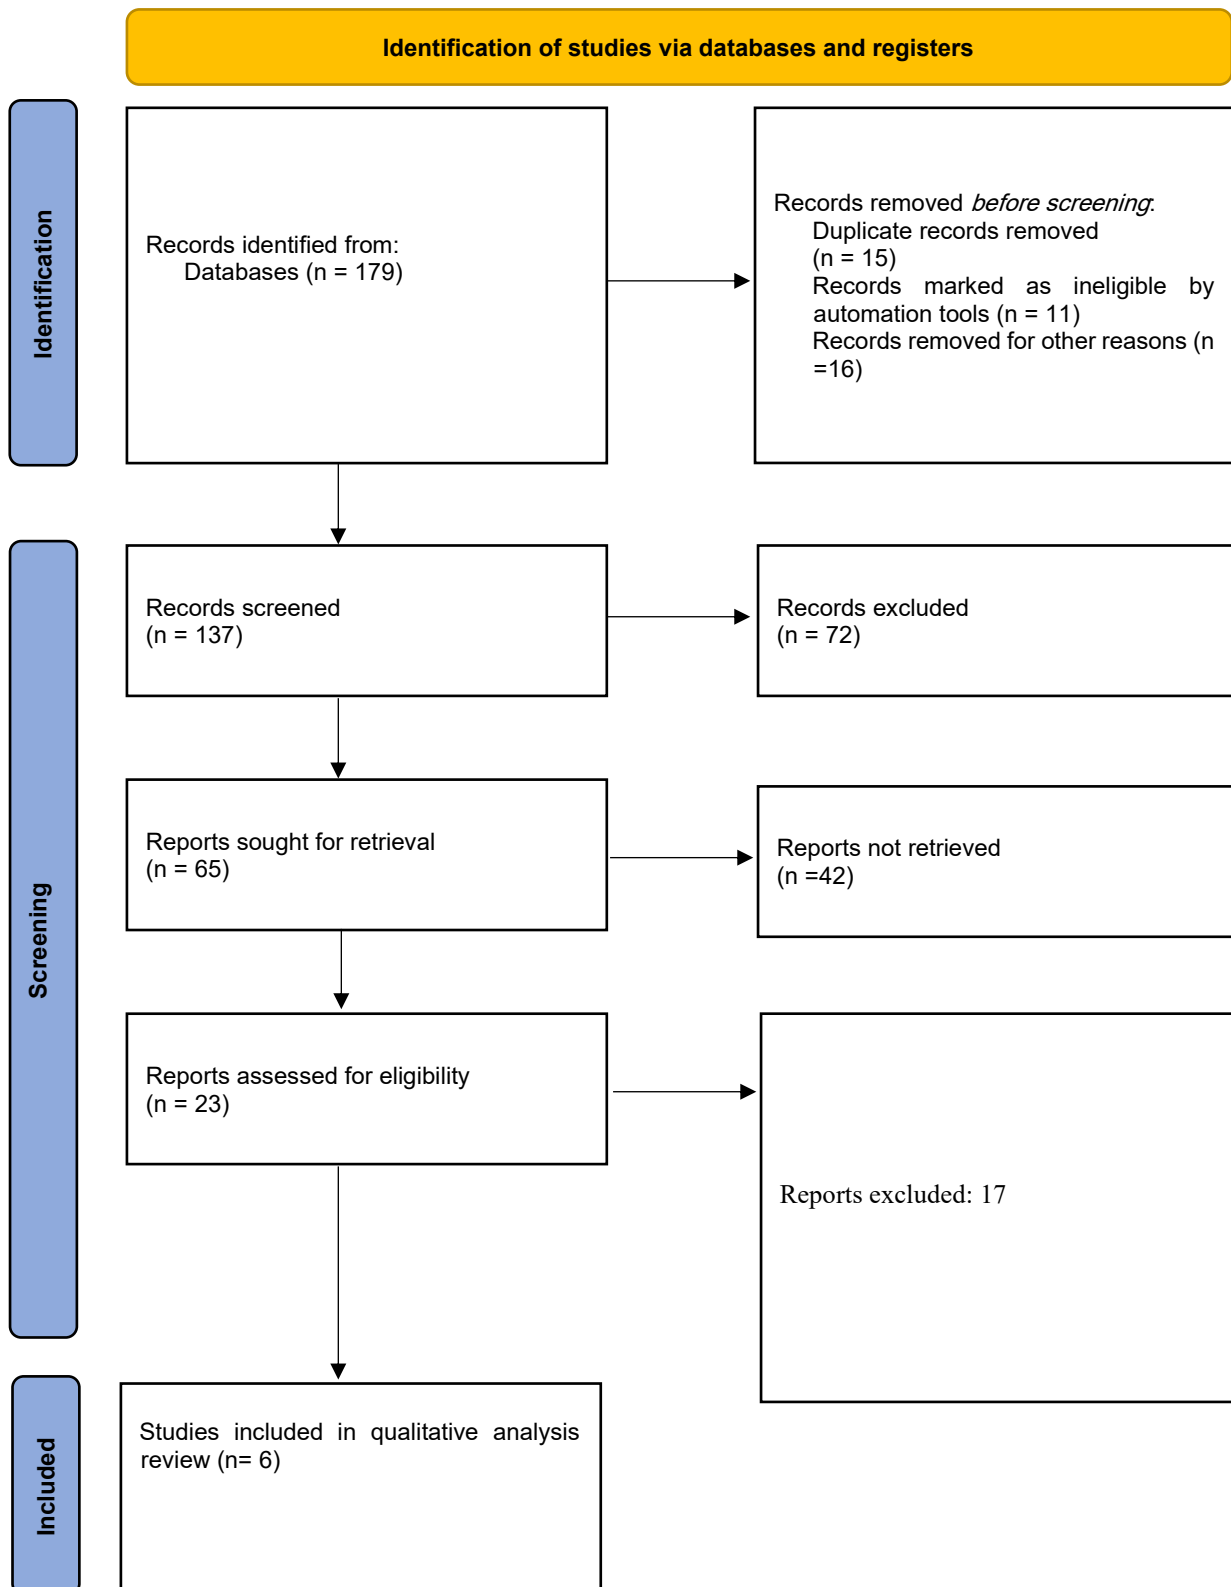 Identification of studies via databases and registers
Identification
Records identified from:
Databases (n = 179)
Records removed before screening:
Duplicate records removed
(n = 15)
Records marked as ineligible by
automation tools (n = 11)
Records removed for other reasons (n
=16)
Screening
Records screened
(n = 137)
Records excluded
(n = 72)
Reports sought for retrieval
(n = 65)
Reports not retrieved
(n =42)
Reports assessed for eligibility
(n = 23)
Reports excluded: 17
Included
Studies included in qualitative analysis
review (n= 6)